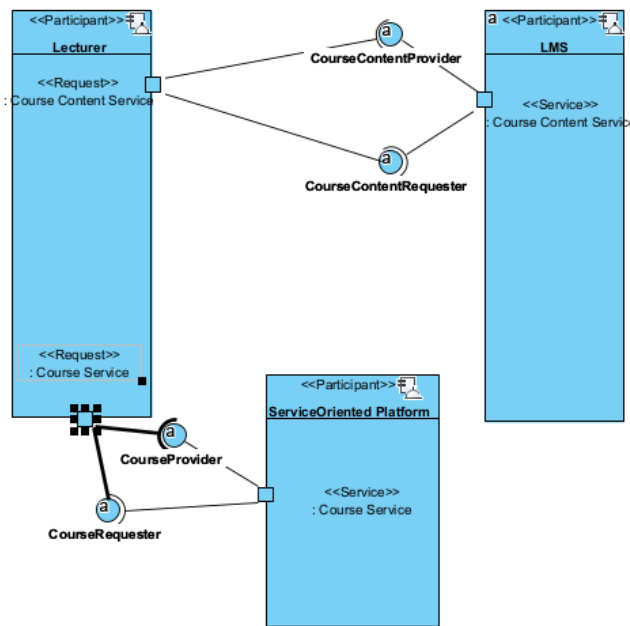 <<Participant>>
Lecturer
<<Request>>
: Course Content Service
<<Request>>
: Course Service
a
CourseContentProvider
a
CourseContentRequester
a
<<Participant>>
LMS
<<Service>>
: Course Content Service
a
CourseProvider
a
CourseRequester
<<Participant>>
ServiceOriented Platform
<<Service>>
: Course Service